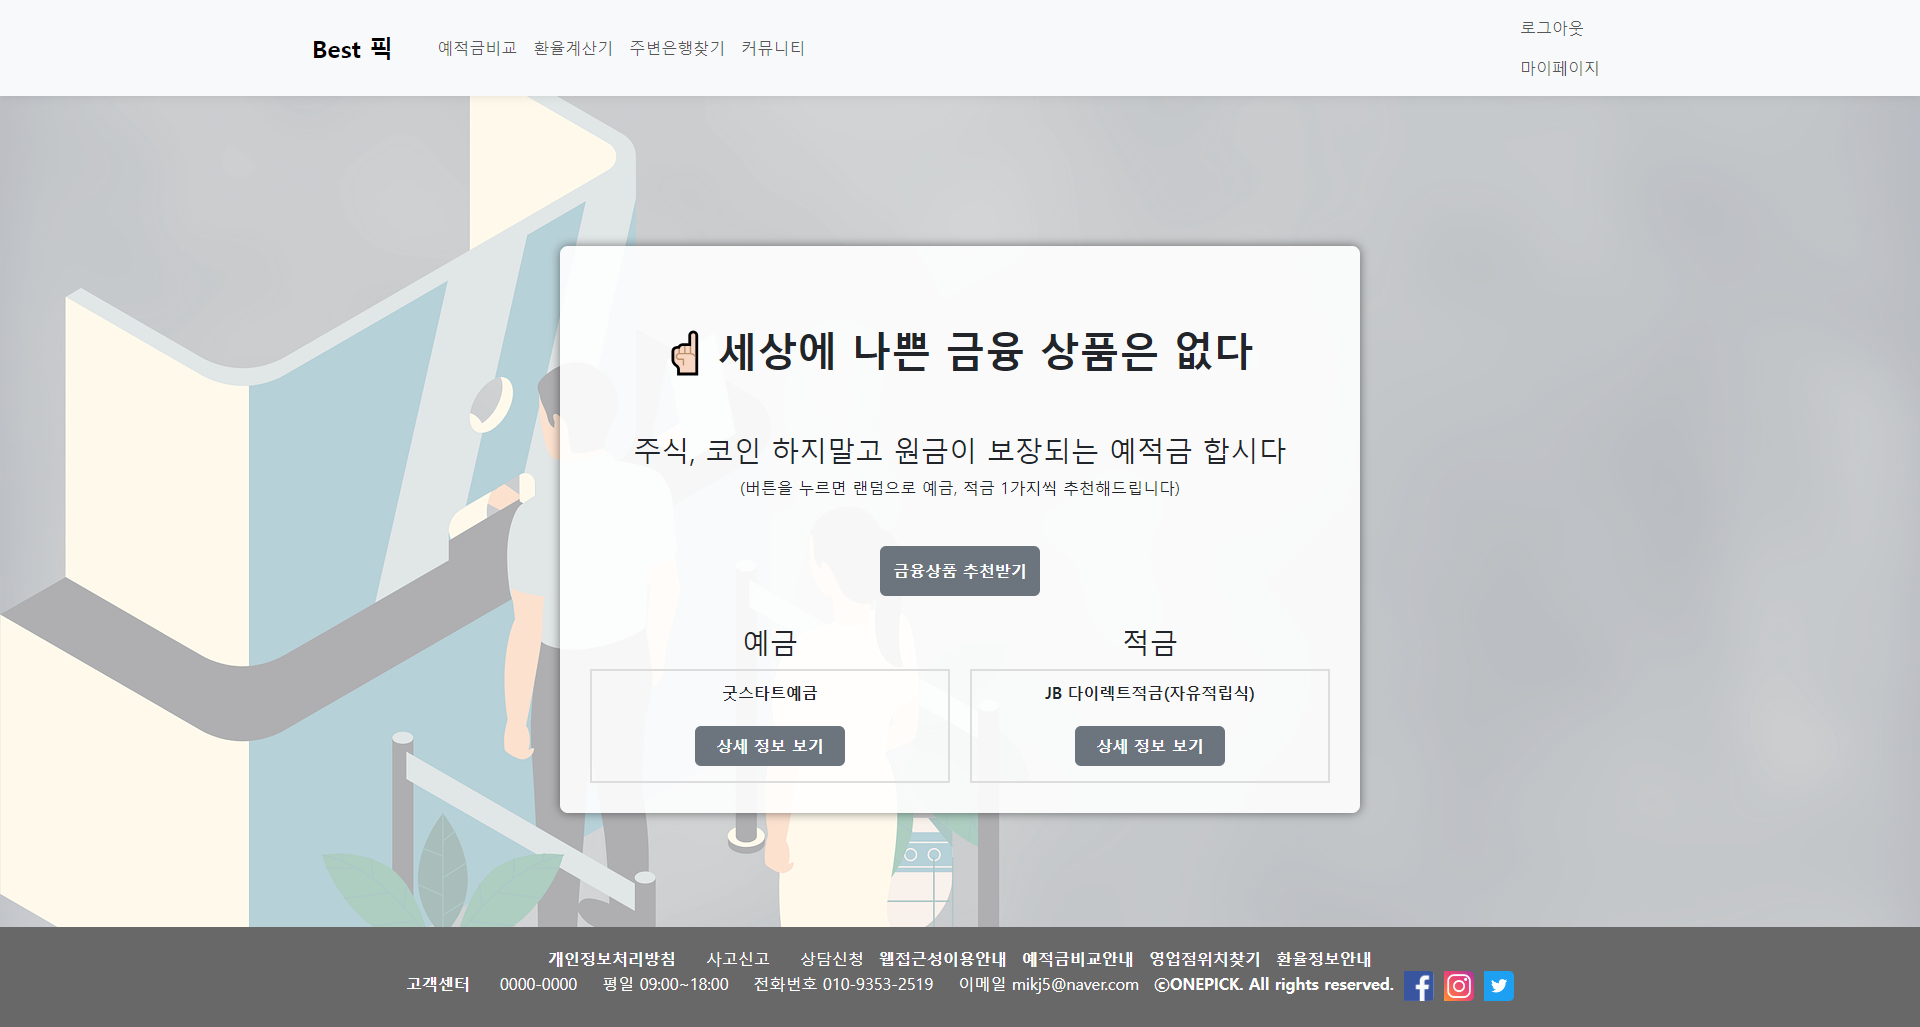 Best 픽
예적금비교 환율계산기 주변은행찾기 커뮤니티
로그아웃
마이페이지
☝🏻 세상에 나쁜 금융 상품은 없다
주식, 코인 하지말고 원금이 보장되는 예적금 합시다
(버튼을 누르면 랜덤으로 예금, 적금 1가지씩 추천해드립니다)
금융상품 추천받기
예금
굿스타트예금
상세 정보 보기
적금
JB 다이렉트적금(자유적립식)
상세 정보 보기
개인정보처리방침 사고신고 상담신청 웹접근성이용안내 예적금비교안내 영업점위치찾기 환율정보안내
고객센터 0000-0000 평일 09:00~18:00 전화번호 010-9353-2519 이메일 mikj5@naver.com ⓒONEPICK. All rights reserved.